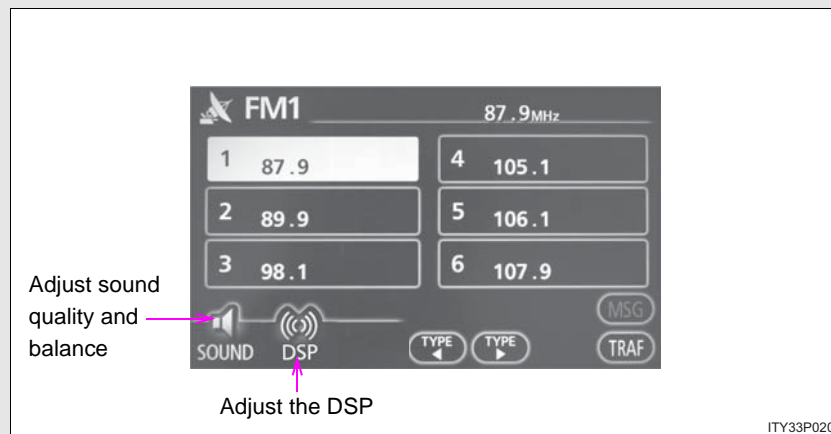 FM1
87.9MHz
1 87.9
4 105.1
2 89.9
5 106.1
3 98.1
6 107.9
Adjust sound
quality and
balance
MSG
SOUND
DSP
TYPE
TYPE
TRAF
Adjust the DSP
ITY33P020